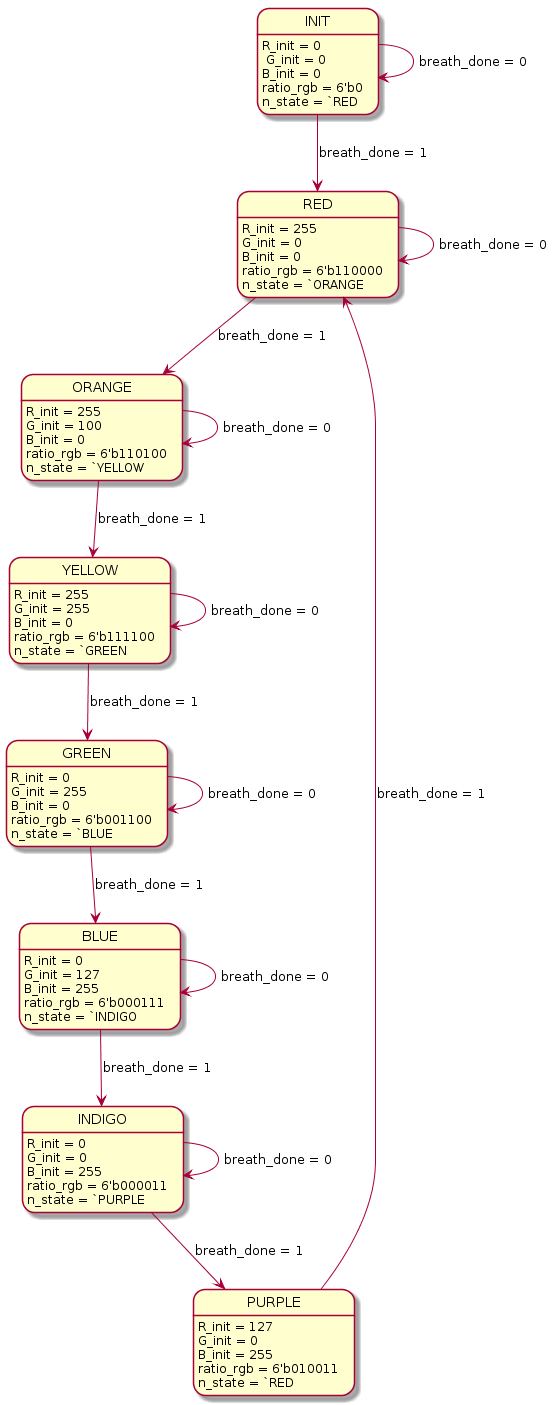 INIT
R_init = 0
G_init = 0
B_init = 0
ratio_rgb = 6'b0
n_state = `RED
breath_done = 0
breath_done = 1
RED
R_init = 255
G_init = 0
B_init = 0
ratio_rgb = 6'b110000
n_state = `ORANGE
breath_done = 0
breath_done = 1
ORANGE
R_init = 255
G_init = 100
B_init = 0
ratio_rgb = 6'b110100
n_state = `YELLOW
breath_done = 0
breath_done = 1
YELLOW
R_init = 255
G_init = 255
B_init = 0
ratio_rgb = 6'b111100
n_state = `GREEN
breath_done = 0
breath_done = 1
GREEN
R_init = 0
G_init = 255
B_init = 0
ratio_rgb = 6'b001100
n_state = `BLUE
breath_done = 0
breath_done = 1
breath_done = 1
BLUE
R_init = 0
G_init = 127
B_init = 255
ratio_rgb = 6'b000111
n_state = `INDIGO
breath_done = 0
breath_done = 1
INDIGO
R_init = 0
G_init = 0
B_init = 255
ratio_rgb = 6'b000011
n_state = `PURPLE
breath_done = 0
breath_done = 1
PURPLE
R_init = 127
G_init = 0
B_init = 255
ratio_rgb = 6'b010011
n_state = `RED